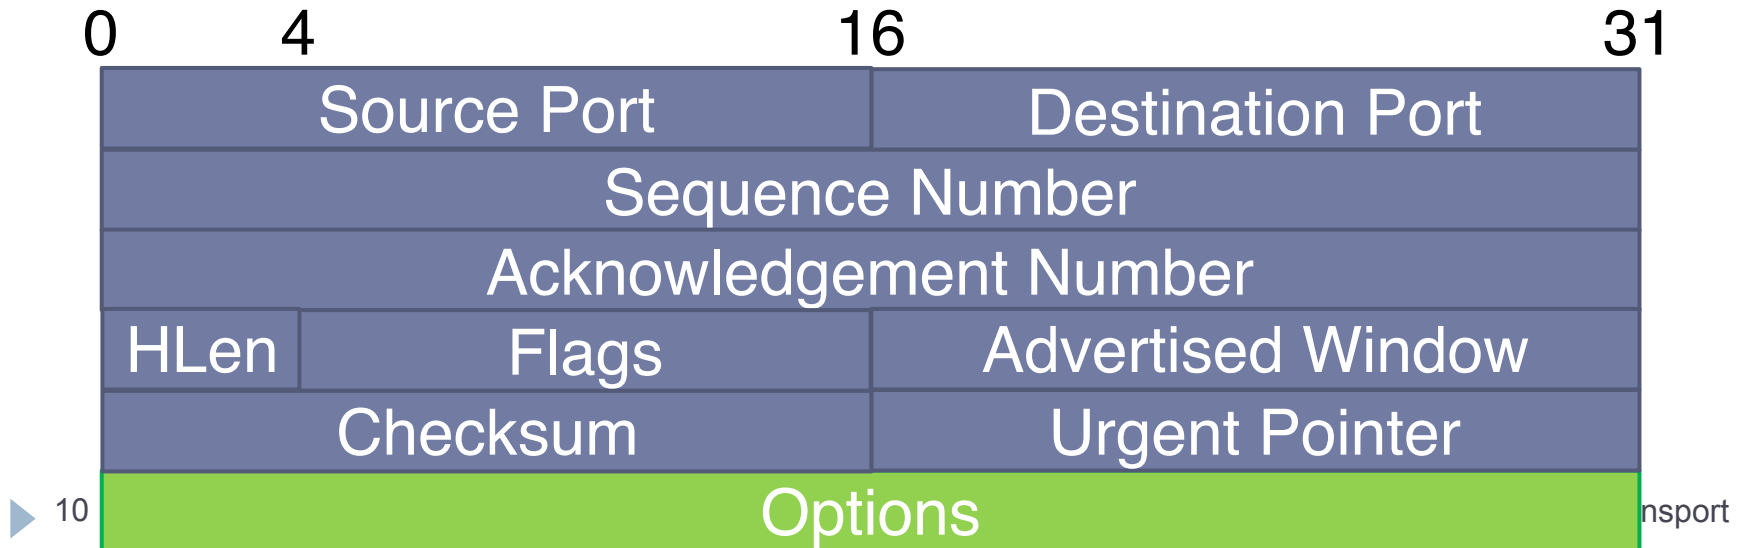 0 4 16 31
Source Port Destination Port
Sequence Number
Acknowledgement Number
HLen Flags Advertised Window
Checksum Urgent Pointer
10 Options nsport